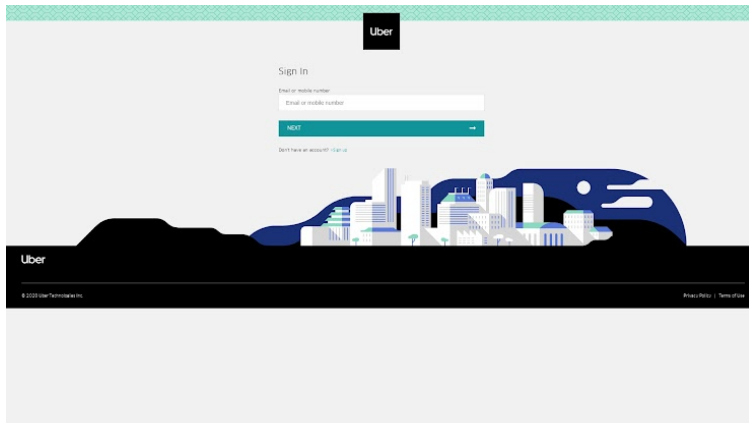 Uber
Sign In
Email or mobile number
Email or mobile number
NEXT →
Don't have an account? Sign up
Uber
© 2020 Uber Technologies Inc.
Privacy Policy | Terms of Use